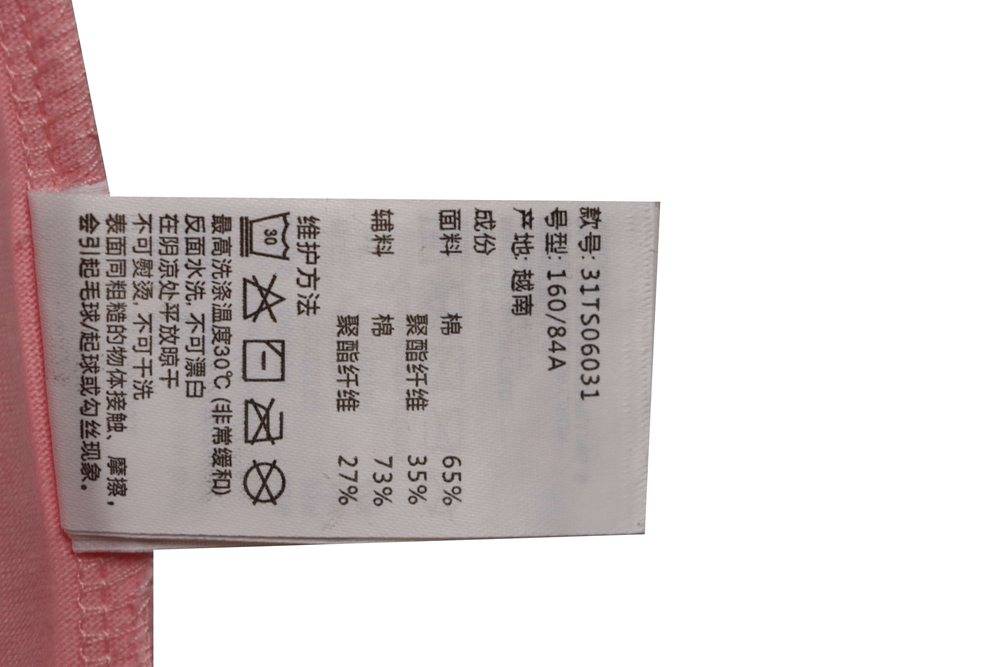 款号: 31TS06031
号型: 160/84A
产地: 越南
成份
面料 棉 65%
聚酯纤维 35%
辅料 棉 73%
聚酯纤维 27%
维护方法
30
最高洗涤温度30℃ (非常缓和)
反面水洗, 不可漂白
在阴凉处平放晾干
不可熨烫, 不可干洗
表面同粗糙的物体接触、摩擦,
会引起毛球/起球或勾丝现象。